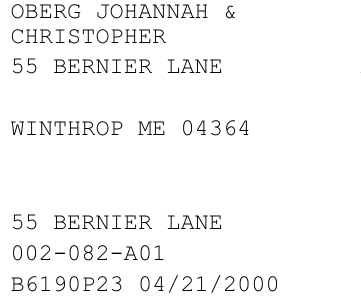 OBERG JOHANNAH &
CHRISTOPHER
55 BERNIER LANE
WINTHROP ME 04364
55 BERNIER LANE
002-082-A01
B6190P23 04/21/2000